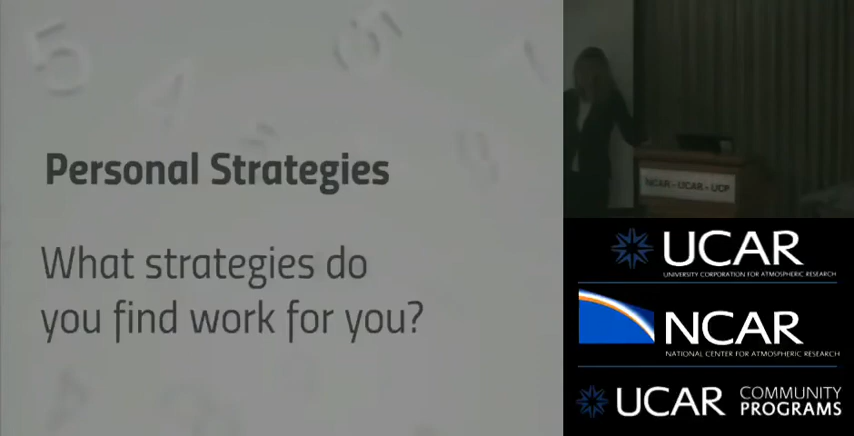 Personal Strategies
What strategies do
you find work for you?
NCAR - UCAR - UCP
UCAR
UNIVERSITY CORPORATION FOR ATMOSPHERIC RESEARCH
NCAR
NATIONAL CENTER FOR ATMOSPHERIC RESEARCH
UCAR COMMUNITY
PROGRAMS